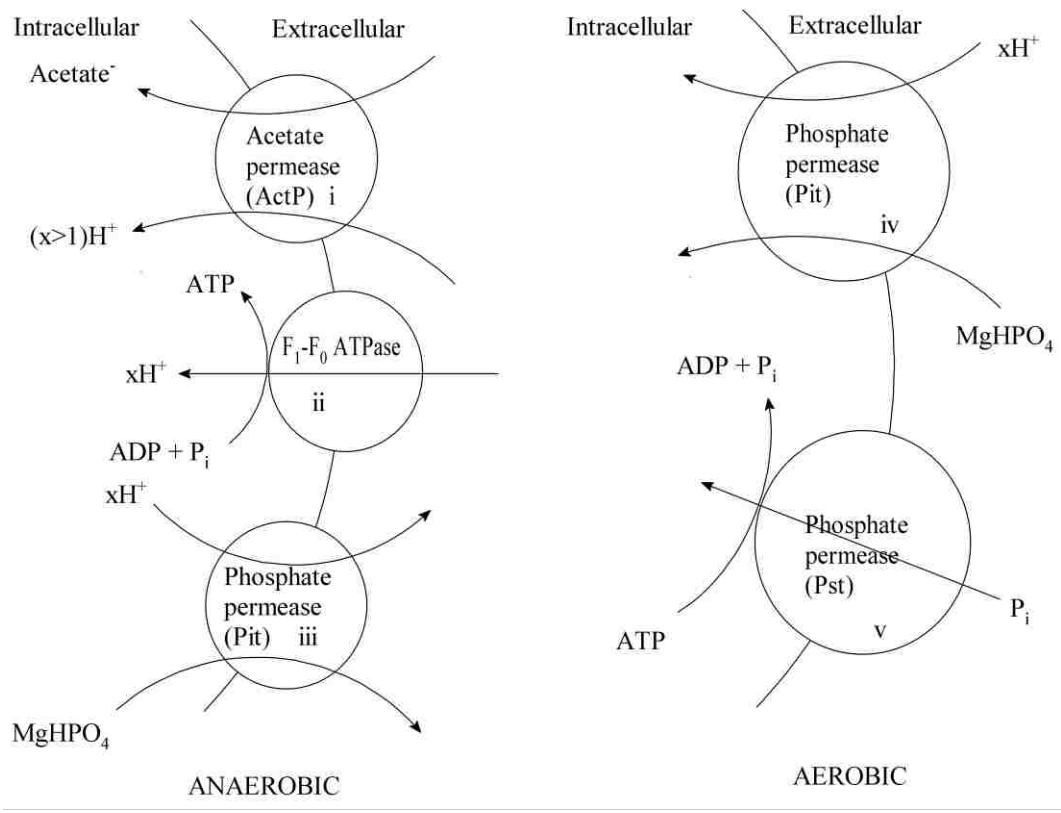 Intracellular
Extracellular
Acetate⁻
Acetate
permease
(ActP) i
(x>1)H⁺
ATP
F₁-F₀ ATPase
xH⁺
ii
ADP + Pᵢ
xH⁺
Phosphate
permease
(Pit) iii
MgHPO₄
ANAEROBIC
Intracellular
Extracellular
xH⁺
Phosphate
permease
(Pit)
iv
MgHPO₄
ADP + Pᵢ
Phosphate
permease
(Pst)
Pᵢ
v
ATP
AEROBIC